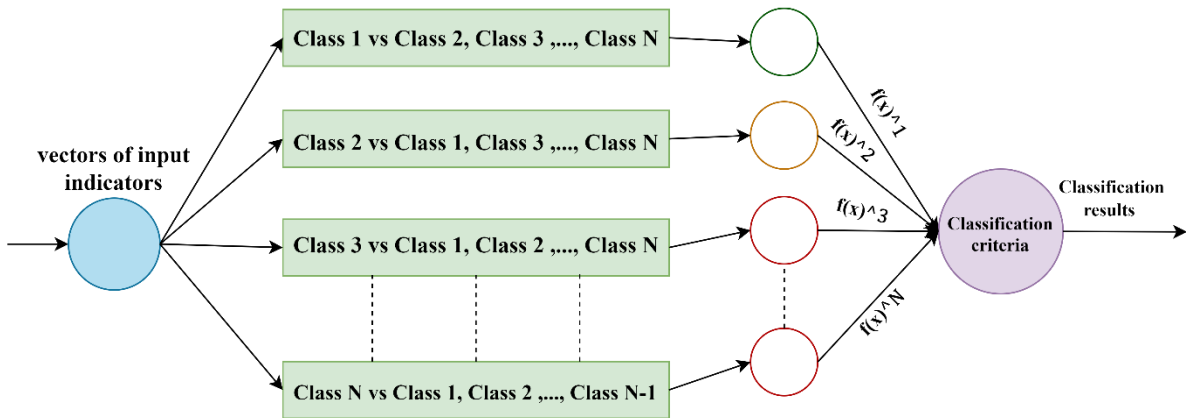 Class 1 vs Class 2, Class 3 ,..., Class N
Class 2 vs Class 1, Class 3 ,..., Class N
vectors of input
indicators
Class 3 vs Class 1, Class 2 ,..., Class N
Class N vs Class 1, Class 2 ,..., Class N-1
f(x)^1
f(x)^2
f(x)^3
f(x)^N
Classification
criteria
Classification
results